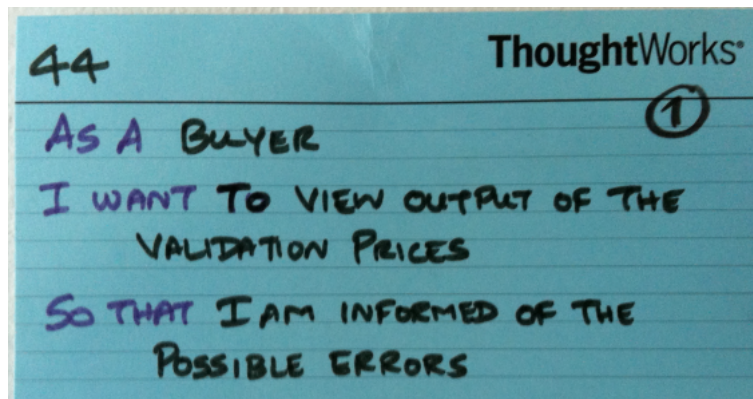 44
ThoughtWorks®
1
AS A BUYER
I WANT TO VIEW OUTPUT OF THE
VALIDATION PRICES
SO THAT I AM INFORMED OF THE
POSSIBLE ERRORS